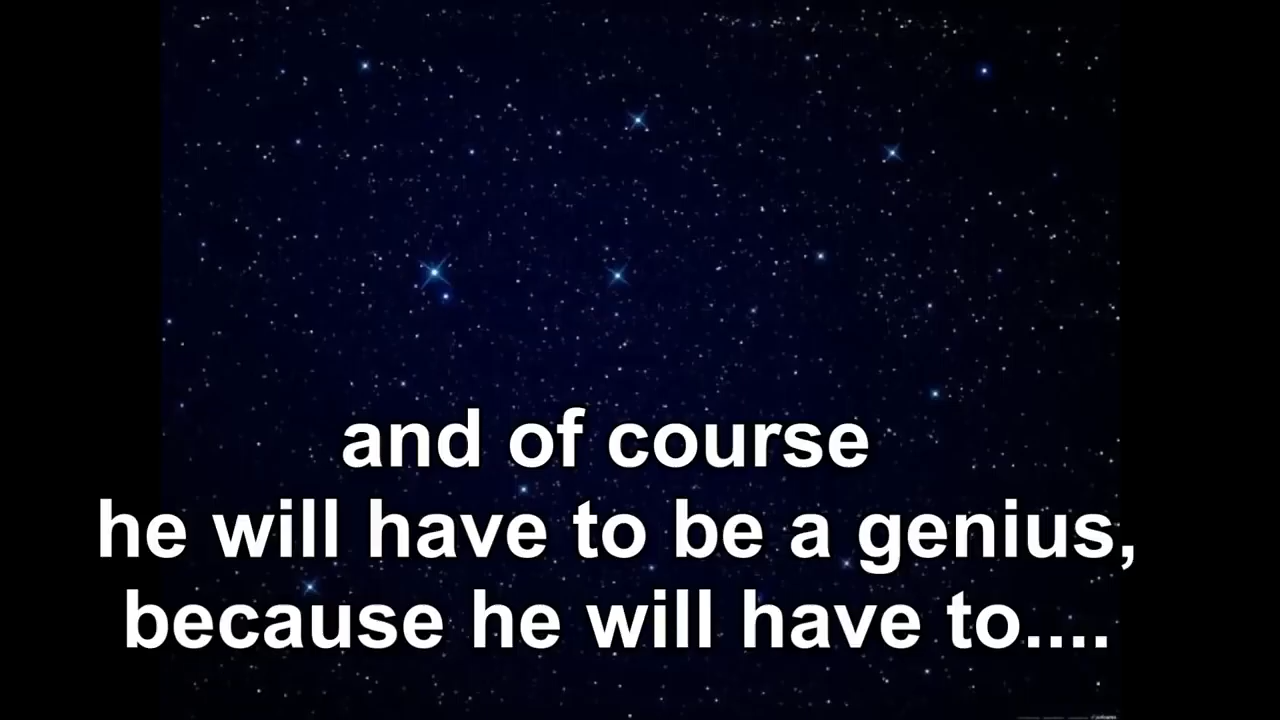 and of course
he will have to be a genius,
because he will have to....